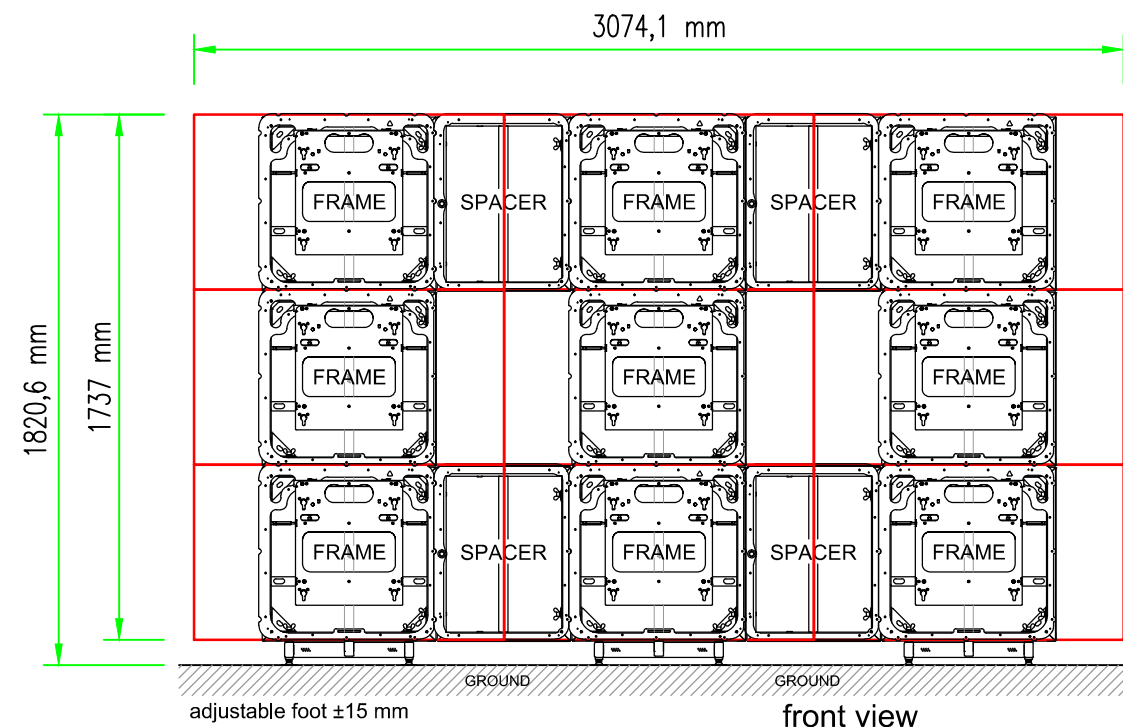 3074,1 mm
1820,6 mm
1737 mm
FRAME SPACER FRAME SPACER FRAME
FRAME FRAME FRAME
FRAME SPACER FRAME SPACER FRAME
GROUND GROUND
adjustable foot ±15 mm
front view